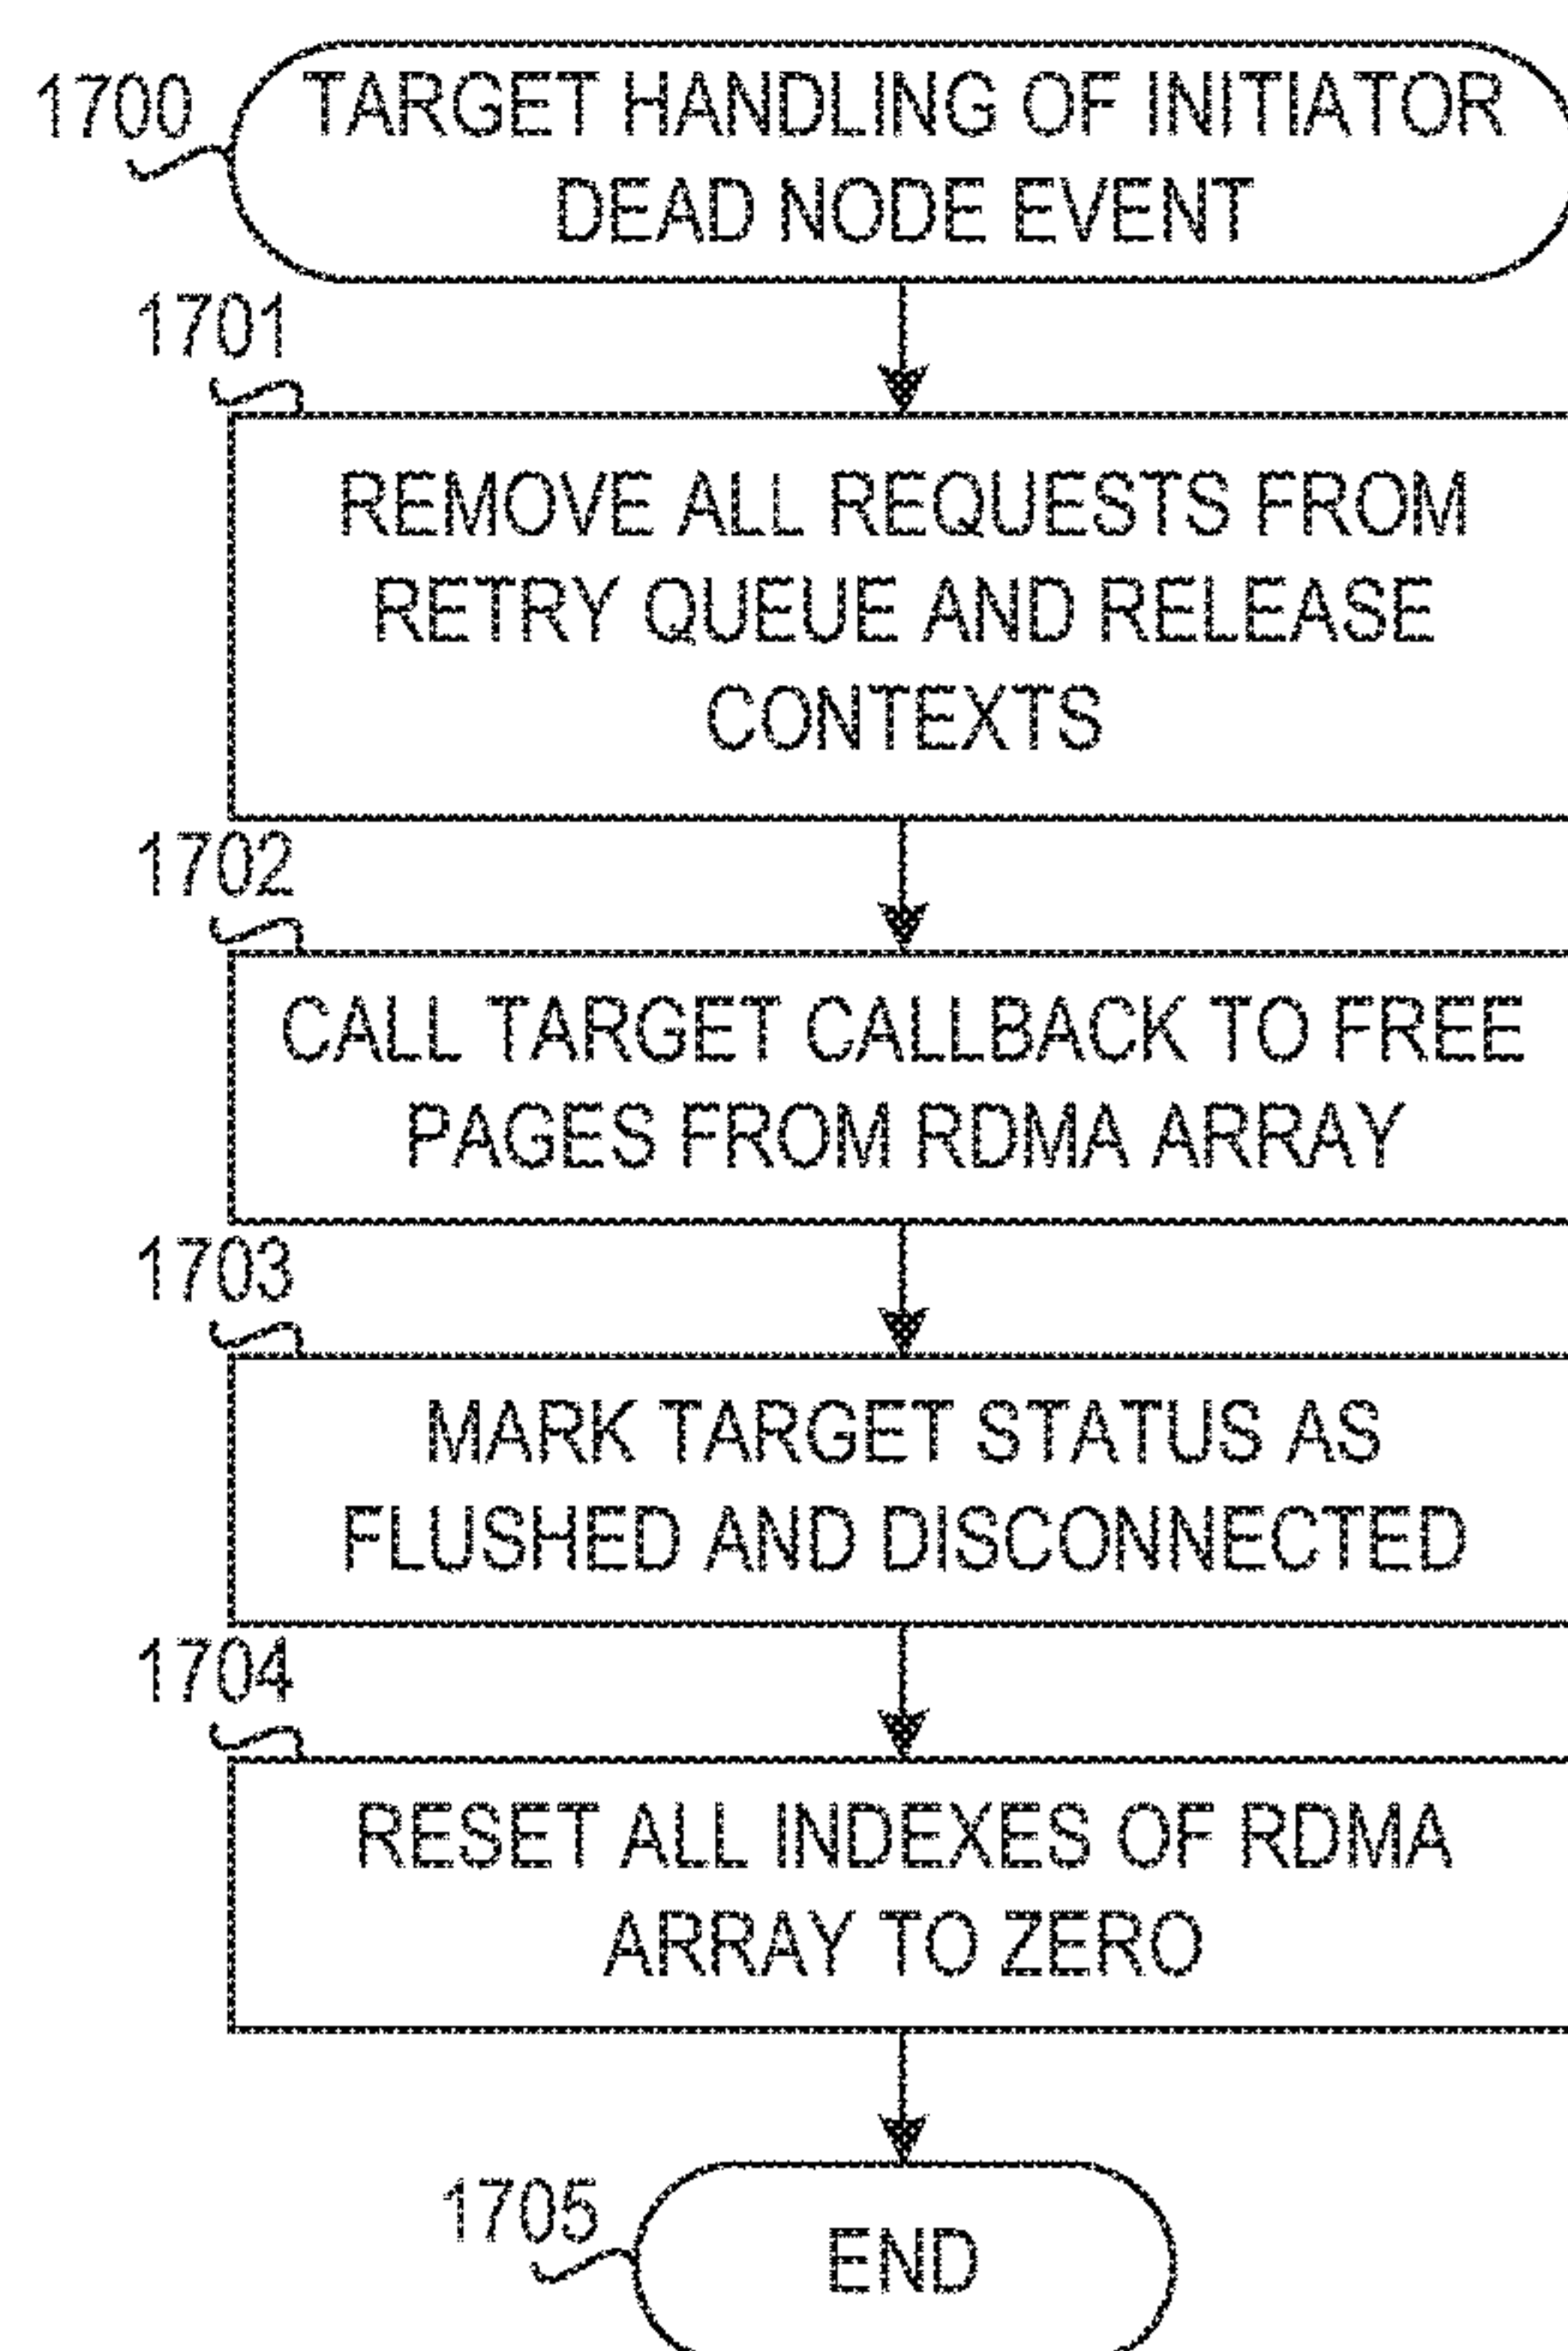 1700
TARGET HANDLING OF INITIATOR
DEAD NODE EVENT
1701
REMOVE ALL REQUESTS FROM
RETRY QUEUE AND RELEASE
CONTEXTS
1702
CALL TARGET CALLBACK TO FREE
PAGES FROM RDMA ARRAY
1703
MARK TARGET STATUS AS
FLUSHED AND DISCONNECTED
1704
RESET ALL INDEXES OF RDMA
ARRAY TO ZERO
1705
END